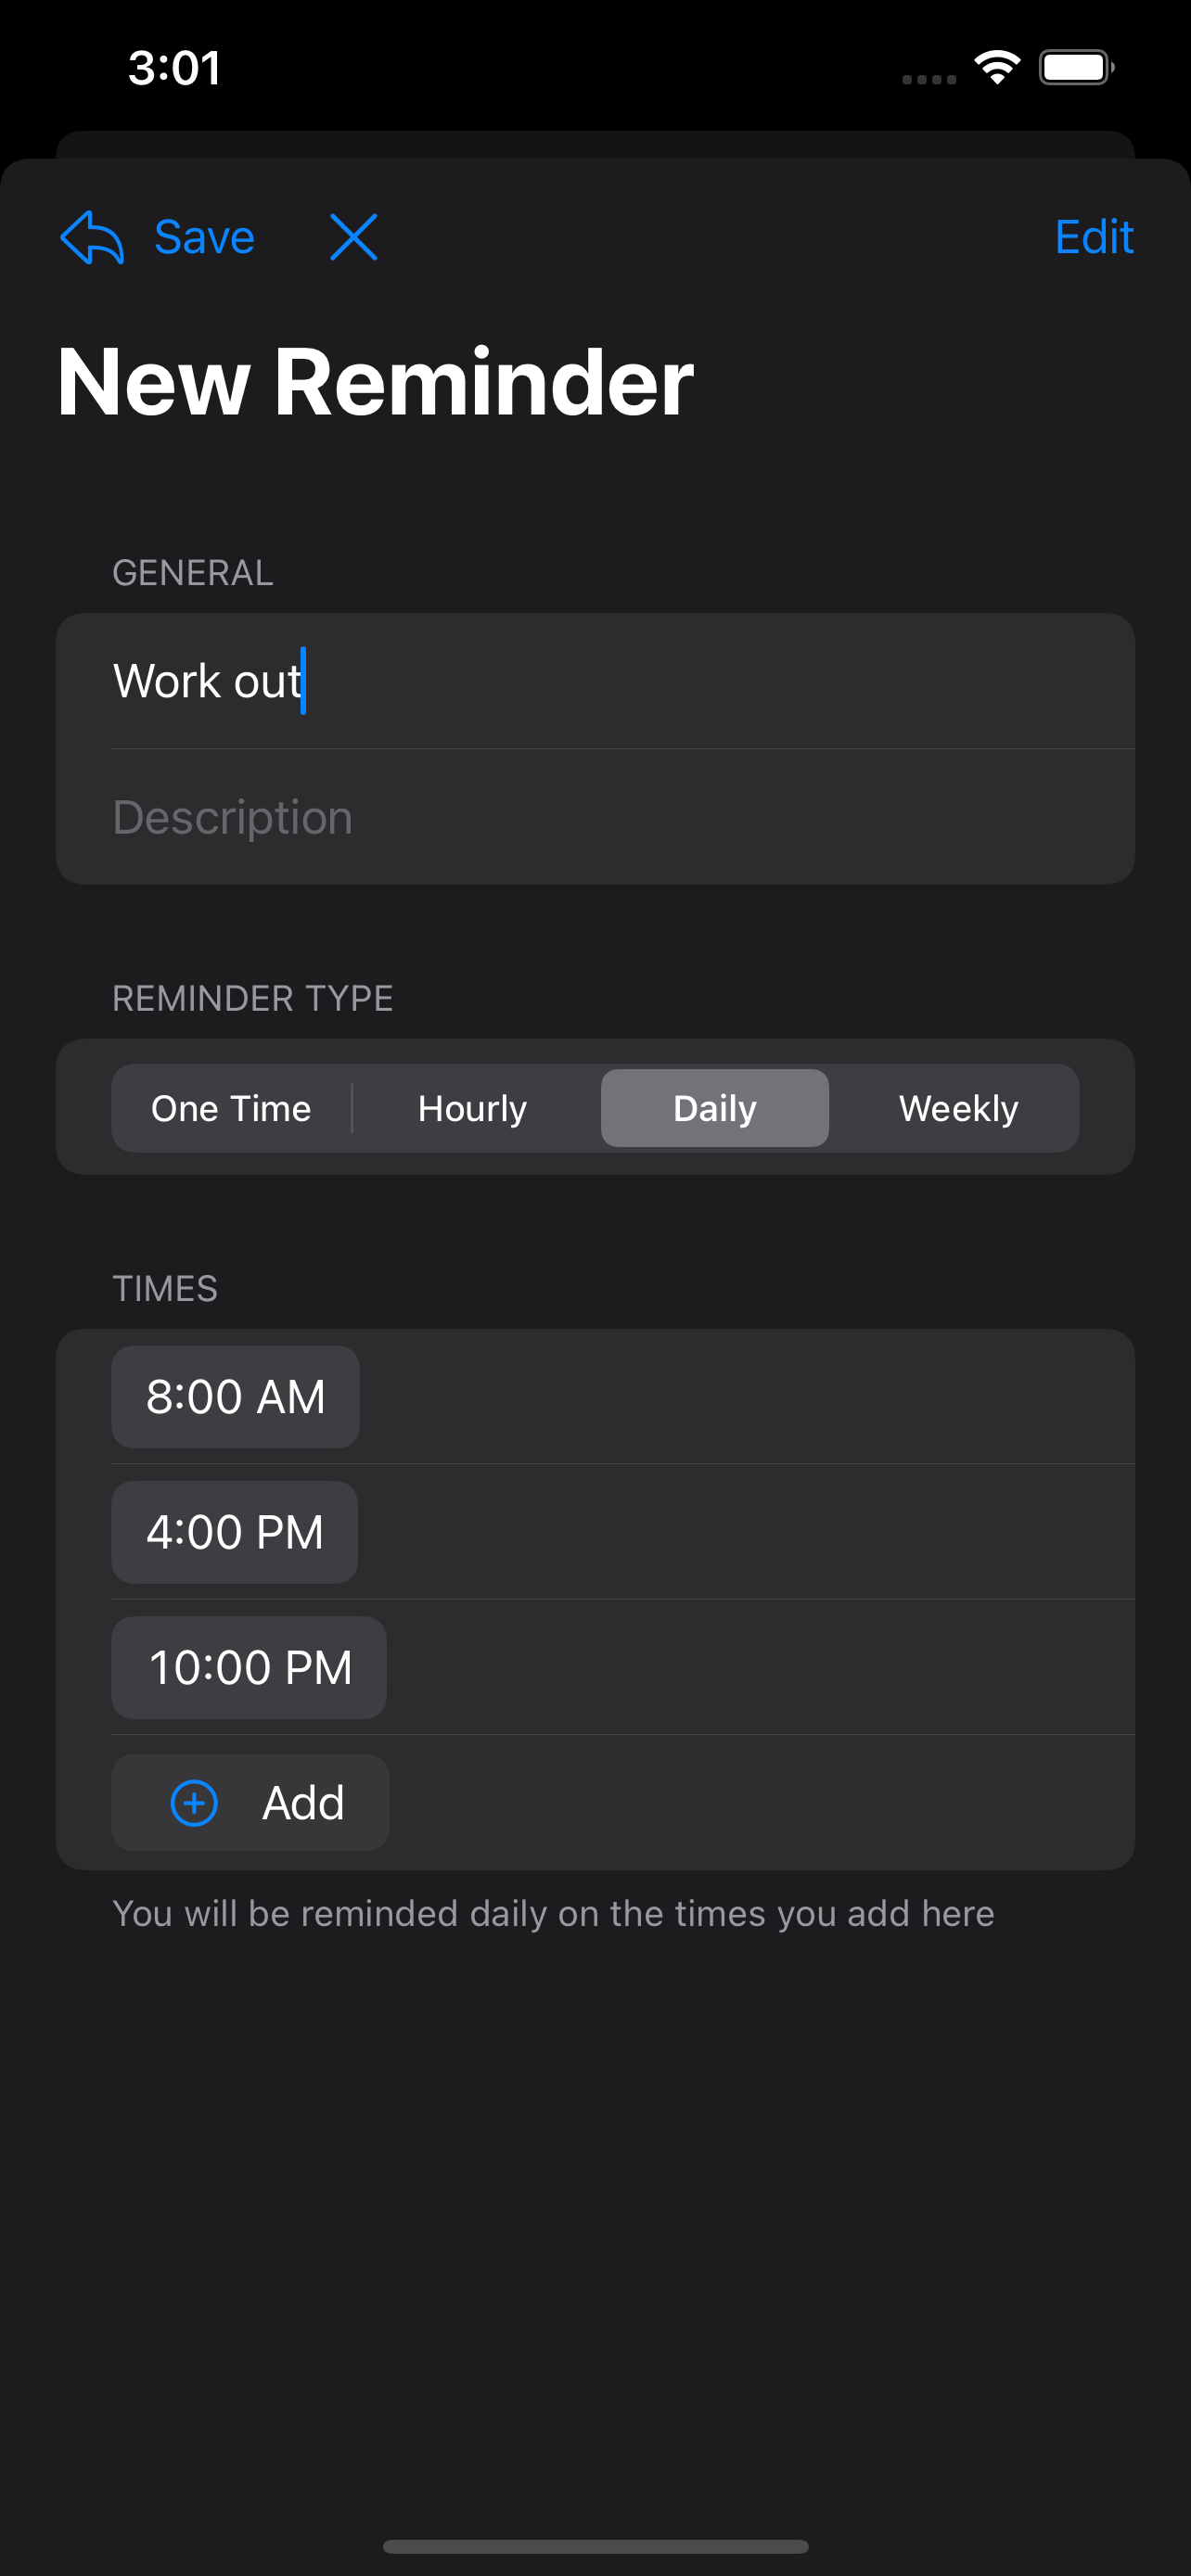 3:01
Save Edit
New Reminder
GENERAL
Work out
Description
REMINDER TYPE
One Time Hourly Daily Weekly
TIMES
8:00 AM
4:00 PM
10:00 PM
Add
You will be reminded daily on the times you add here